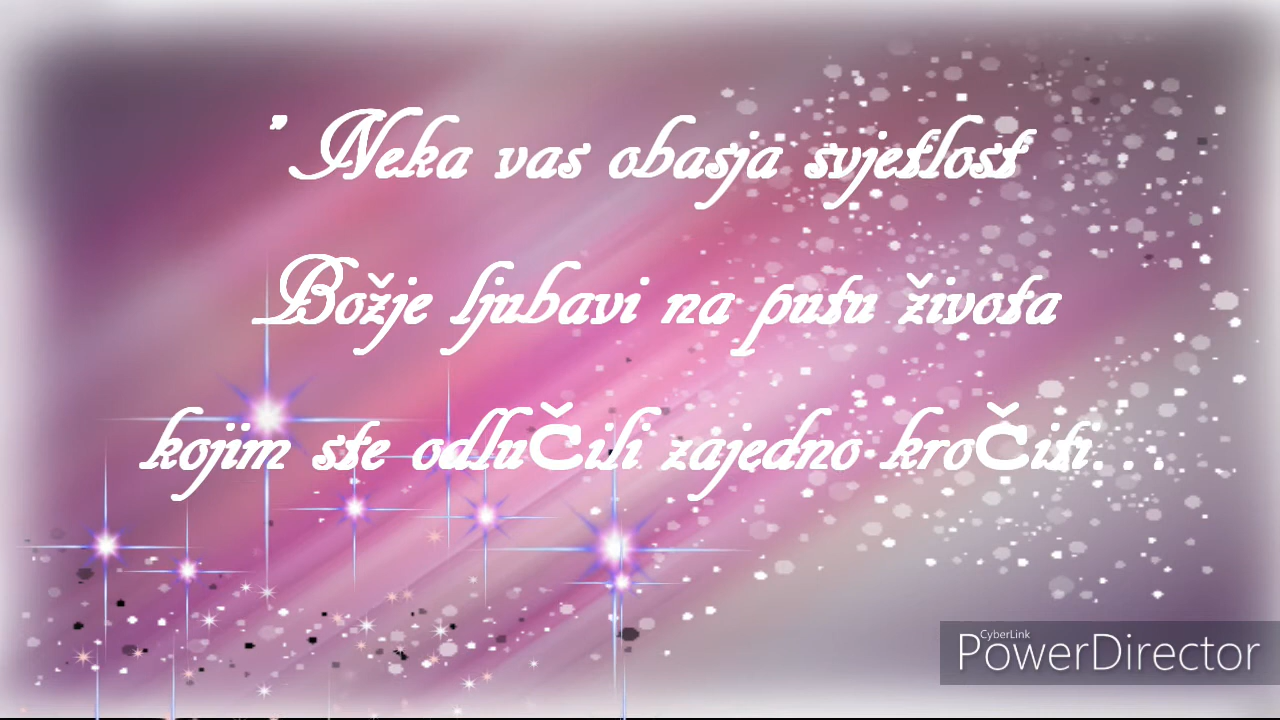 " Neka vas obasja svjetlost
Božje ljubavi na putu života
kojim ste odlučili zajedno kročiti...
CyberLink
PowerDirector